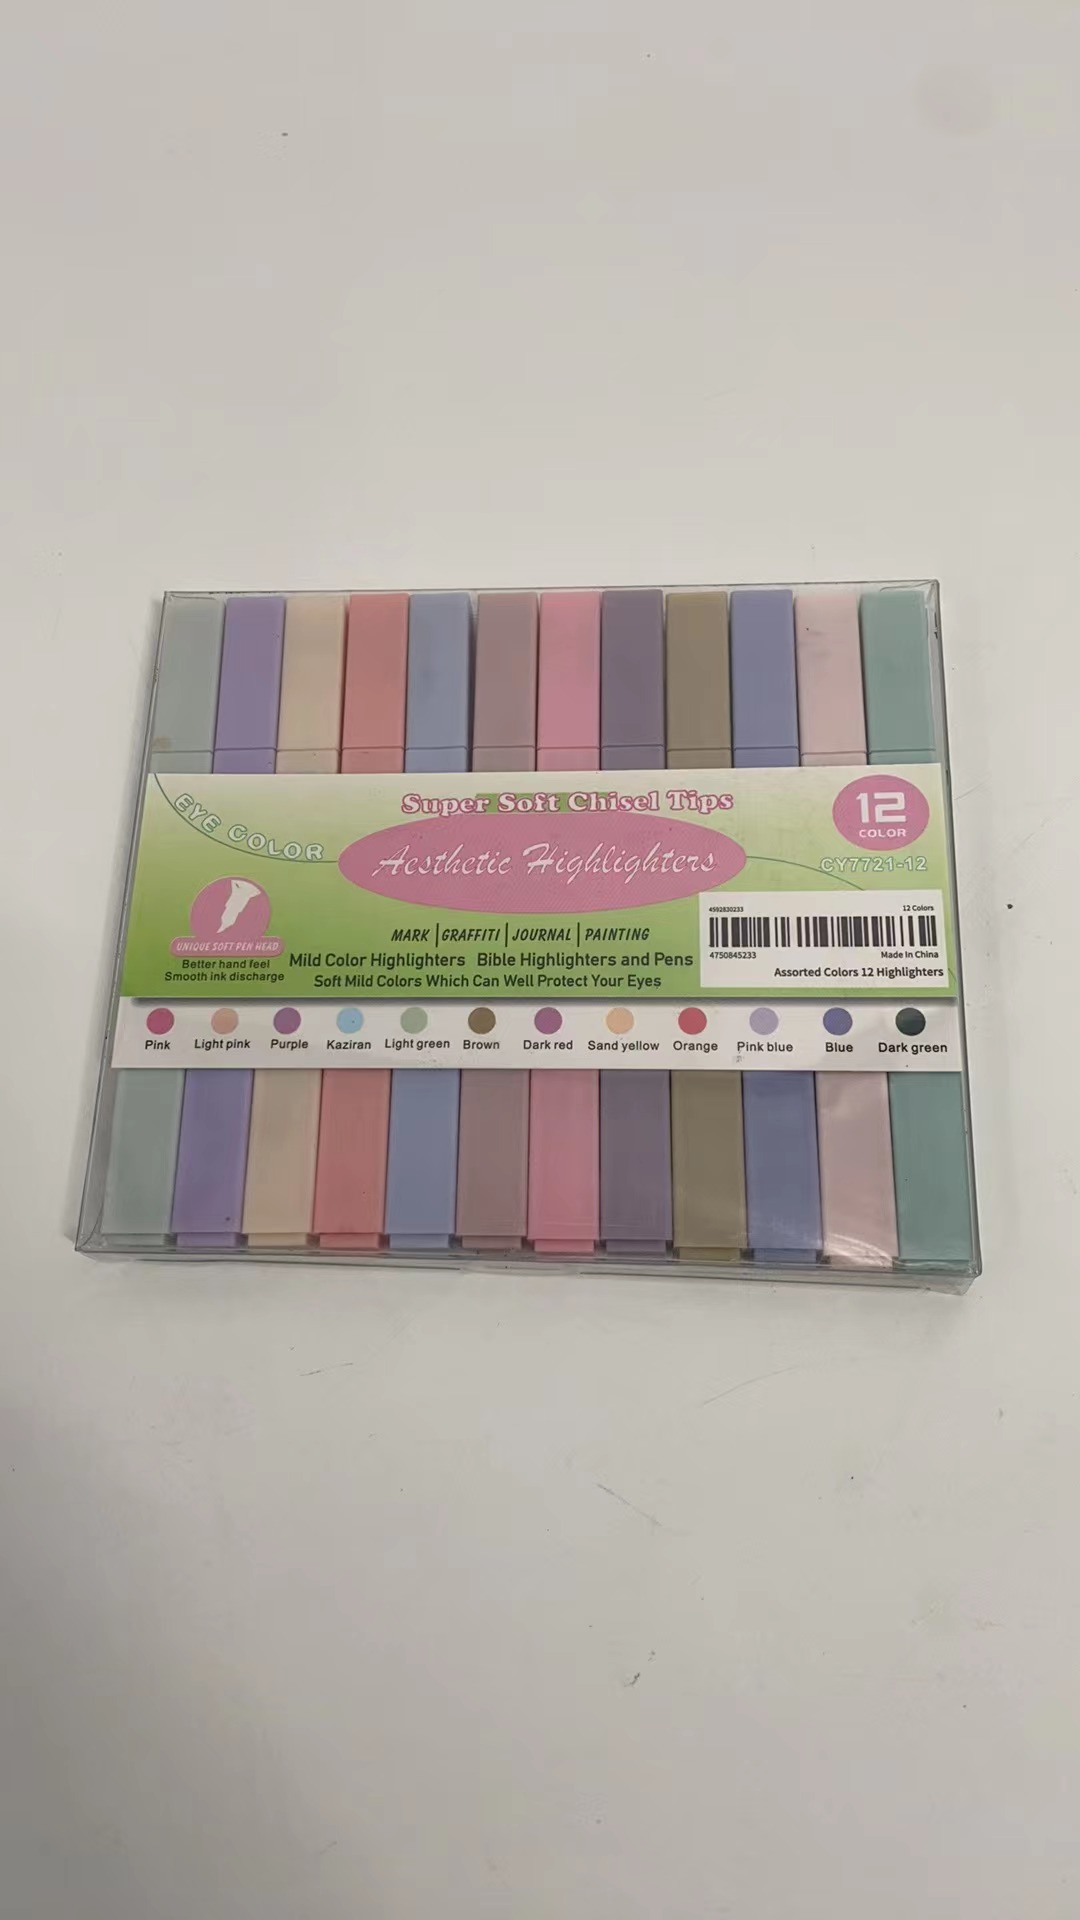 Super Soft Chisel Tips
EYE COLOR
Aesthetic Highlighters
12
COLOR
CY7721-12
UNIQUE SOFT PEN HEAD
Better hand feel
Smooth ink discharge
MARK | GRAFFITI | JOURNAL | PAINTING
Mild Color Highlighters Bible Highlighters and Pens
Soft Mild Colors Which Can Well Protect Your Eyes
4592830233 12 Colors
4750845233 Made In China
Assorted Colors 12 Highlighters
Pink Light pink Purple Kaziran Light green Brown Dark red Sand yellow Orange Pink blue Blue Dark green